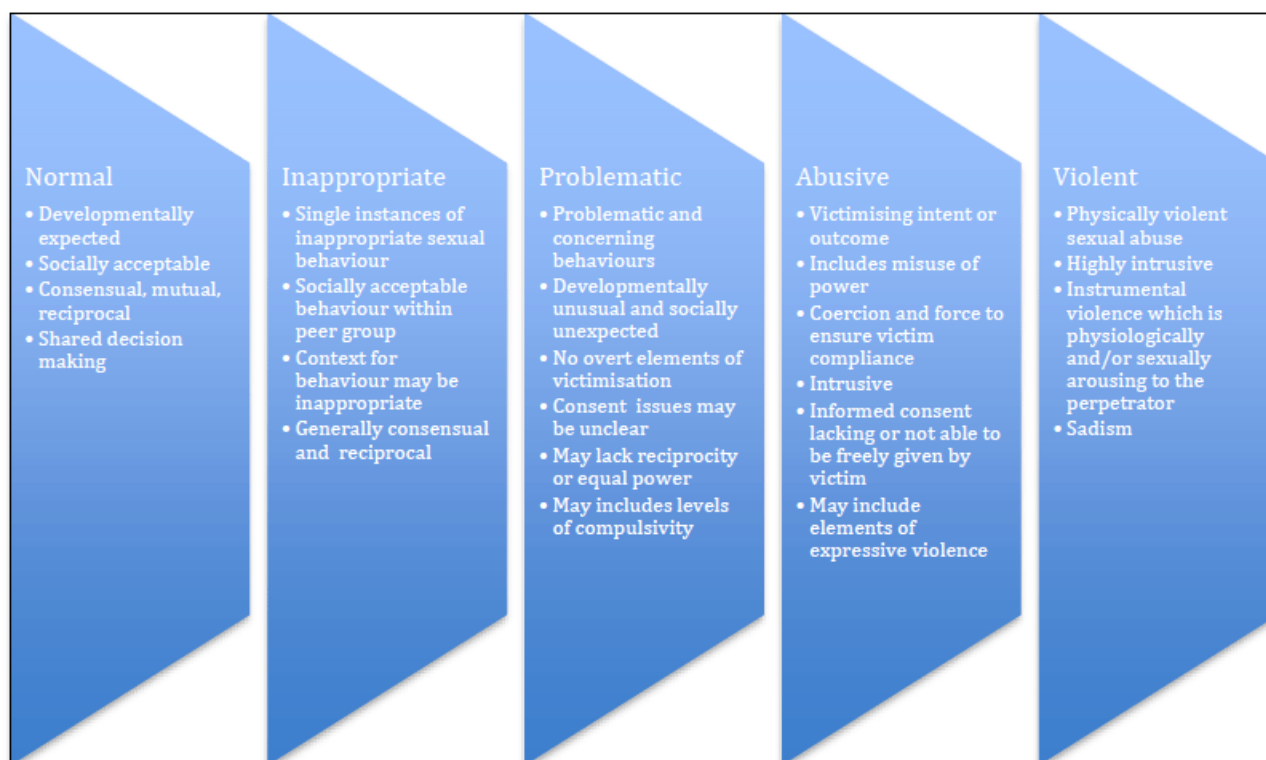 Normal
• Developmentally
expected
• Socially acceptable
• Consensual, mutual,
reciprocal
• Shared decision
making
Inappropriate
• Single instances of
inappropriate sexual
behaviour
• Socially acceptable
behaviour within
peer group
• Context for
behaviour may be
inappropriate
• Generally consensual
and reciprocal
Problematic
• Problematic and
concerning
behaviours
• Developmentally
unusual and socially
unexpected
• No overt elements of
victimisation
• Consent issues may
be unclear
• May lack reciprocity
or equal power
• May includes levels
of compulsivity
Abusive
• Victimising intent or
outcome
• Includes misuse of
power
• Coercion and force to
ensure victim
compliance
• Intrusive
• Informed consent
lacking or not able to
be freely given by
victim
• May include
elements of
expressive violence
Violent
• Physically violent
sexual abuse
• Highly intrusive
• Instrumental
violence which is
physiologically
and/or sexually
arousing to the
perpetrator
• Sadism